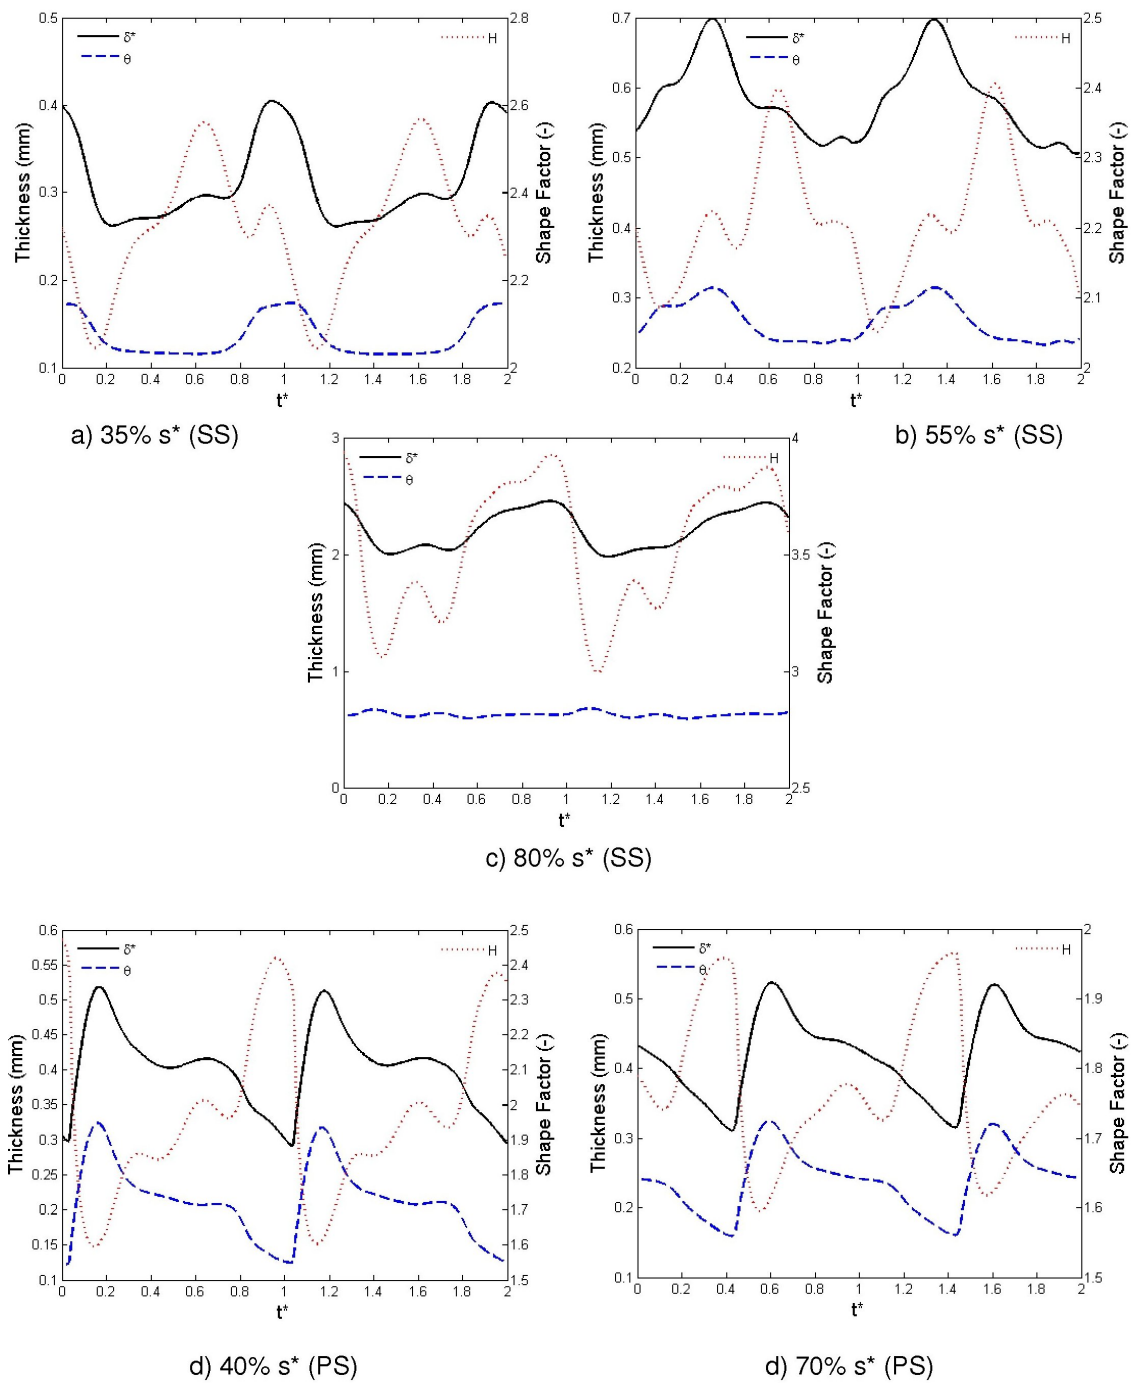 0.5
0.4
0.3
0.2
0.1
2.8
2.6
2.4
2.2
2
δ*
θ
H
Thickness (mm)
Shape Factor (-)
0 0.2 0.4 0.6 0.8 1 1.2 1.4 1.6 1.8 2
t*
a) 35% s* (SS)
0.7
0.6
0.5
0.4
0.3
0.2
2.5
2.4
2.3
2.2
2.1
2
δ*
θ
H
Thickness (mm)
Shape Factor (-)
0 0.2 0.4 0.6 0.8 1 1.2 1.4 1.6 1.8 2
t*
b) 55% s* (SS)
3
2
1
0
4
3.5
3
2.5
δ*
θ
H
Thickness (mm)
Shape Factor (-)
0 0.2 0.4 0.6 0.8 1 1.2 1.4 1.6 1.8 2
t*
c) 80% s* (SS)
0.6
0.55
0.5
0.45
0.4
0.35
0.3
0.25
0.2
0.15
0.1
2.5
2.4
2.3
2.2
2.1
2
1.9
1.8
1.7
1.6
1.5
δ*
θ
H
Thickness (mm)
Shape Factor (-)
0 0.2 0.4 0.6 0.8 1 1.2 1.4 1.6 1.8 2
t*
d) 40% s* (PS)
0.6
0.5
0.4
0.3
0.2
0.1
2
1.9
1.8
1.7
1.6
1.5
δ*
θ
H
Thickness (mm)
Shape Factor (-)
0 0.2 0.4 0.6 0.8 1 1.2 1.4 1.6 1.8 2
t*
d) 70% s* (PS)